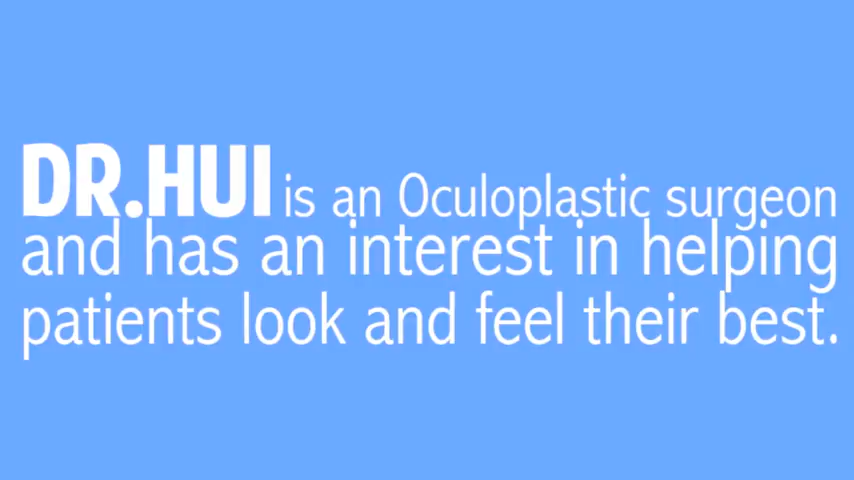 DR.HUI is an Oculoplastic surgeon
and has an interest in helping
patients look and feel their best.